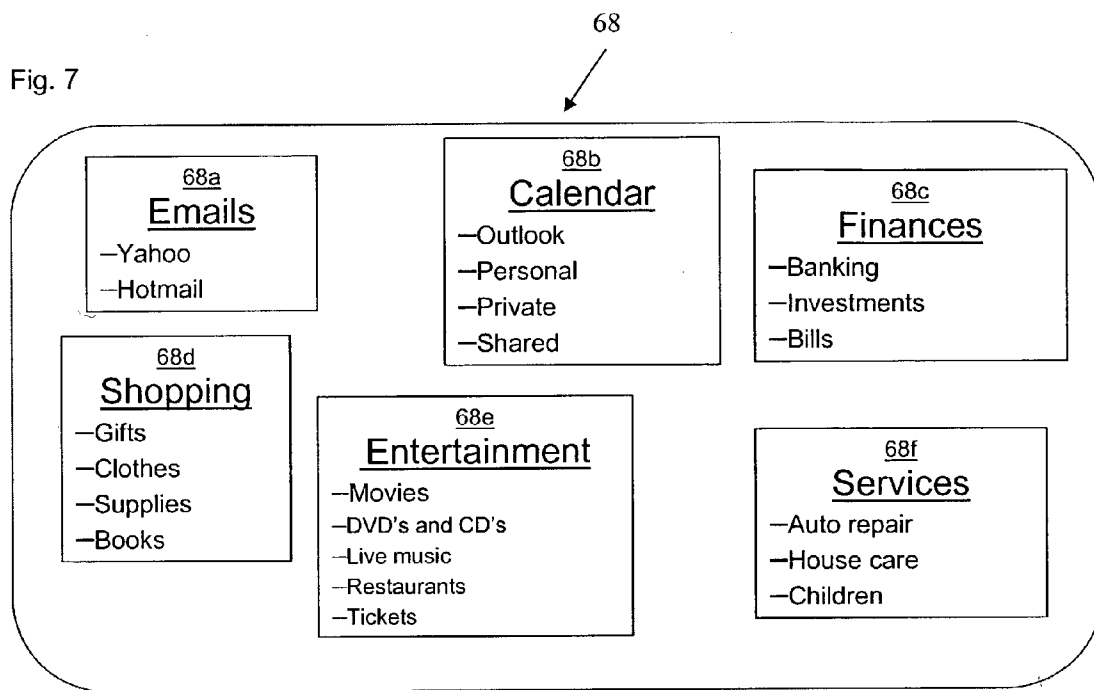 68
Fig. 7
68a
Emails
–Yahoo
–Hotmail
68b
Calendar
–Outlook
–Personal
–Private
–Shared
68c
Finances
–Banking
–Investments
–Bills
68d
Shopping
–Gifts
–Clothes
–Supplies
–Books
68e
Entertainment
–Movies
–DVD's and CD's
–Live music
–Restaurants
–Tickets
68f
Services
–Auto repair
–House care
–Children